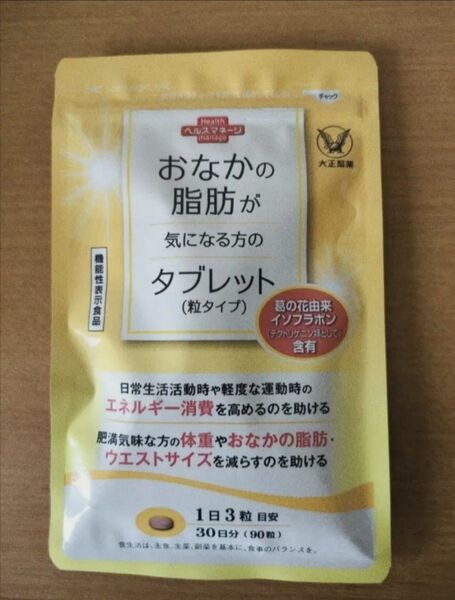 チャック
Health
ヘルスマネージ
manage
大正製薬
おなかの
脂肪が
気になる方の
タブレット
(粒タイプ)
機能性表示食品
葛の花由来
イソフラボン
(テクトリゲニン類として)
含有
日常生活活動時や軽度な運動時の
エネルギー消費を高めるのを助ける
肥満気味な方の体重やおなかの脂肪・
ウエストサイズを減らすのを助ける
1日3粒 目安
30日分(90粒)
食生活は、主食、主菜、副菜を基本に、食事のバランスを。